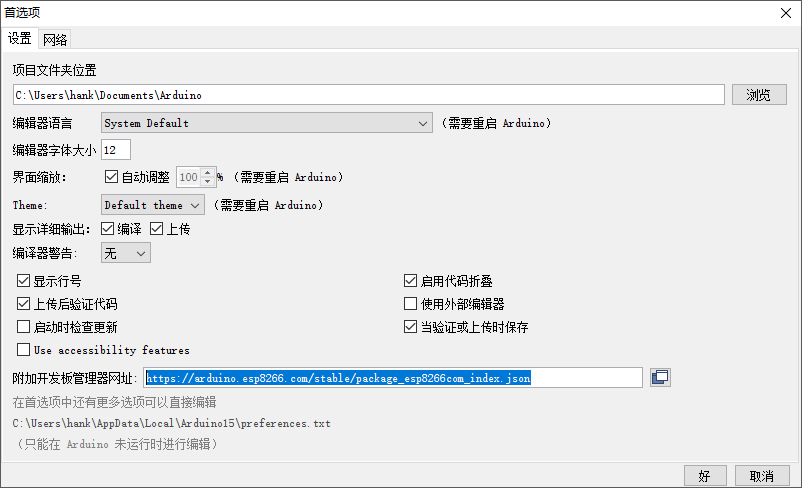 首选项
设置 网络
项目文件夹位置
C:\Users\hank\Documents\Arduino 浏览
编辑器语言 System Default （需要重启 Arduino）
编辑器字体大小 12
界面缩放： 自动调整 100 % （需要重启 Arduino）
Theme: Default theme （需要重启 Arduino）
显示详细输出： 编译 上传
编译器警告: 无
显示行号 启用代码折叠
上传后验证代码 使用外部编辑器
启动时检查更新 当验证或上传时保存
Use accessibility features
附加开发板管理器网址: https://arduino.esp8266.com/stable/package_esp8266com_index.json
在首选项中还有更多选项可以直接编辑
C:\Users\hank\AppData\Local\Arduino15\preferences.txt
（只能在 Arduino 未运行时进行编辑）
好 取消